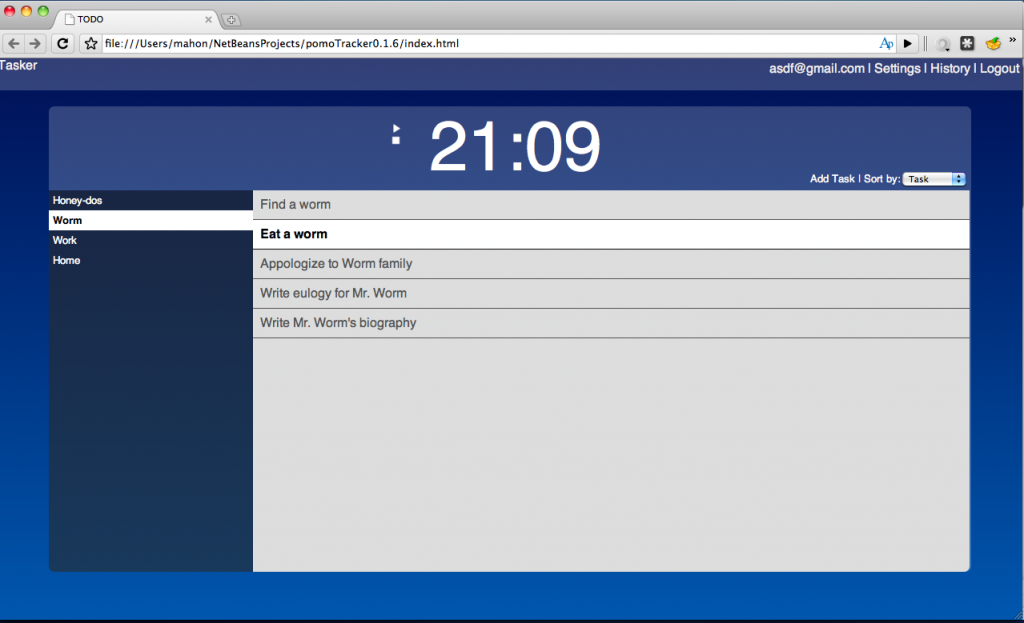 TODO
file:///Users/mahon/NetBeansProjects/pomoTracker0.1.6/index.html
Tasker
asdf@gmail.com | Settings | History | Logout
21:09
Add Task | Sort by: Task
Honey-dos
Worm
Work
Home
Find a worm
Eat a worm
Appologize to Worm family
Write eulogy for Mr. Worm
Write Mr. Worm's biography